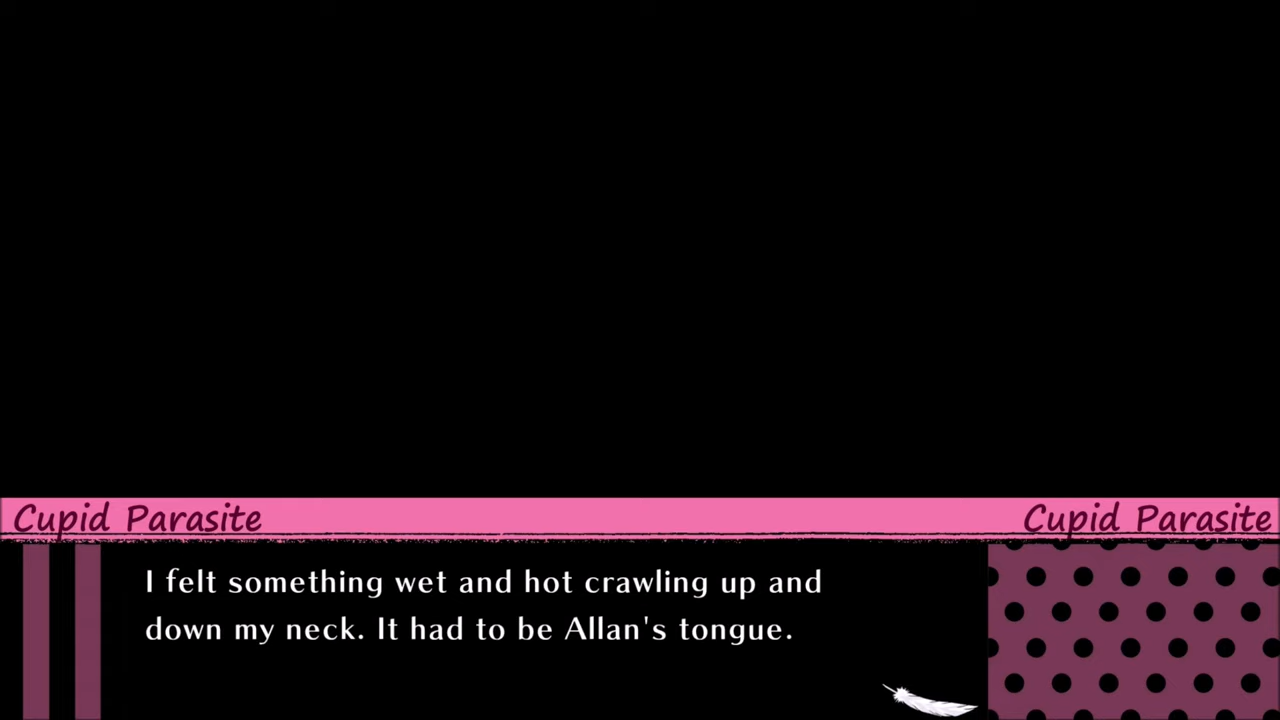 Cupid Parasite
Cupid Parasite
I felt something wet and hot crawling up and
down my neck. It had to be Allan's tongue.